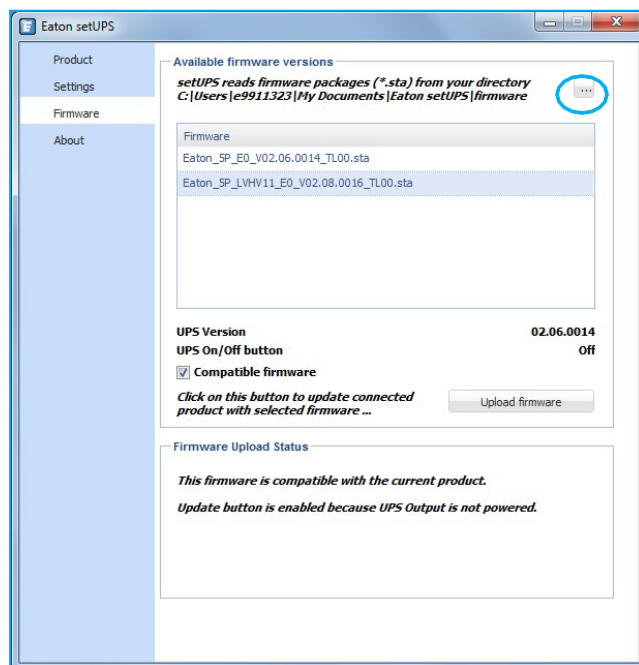 Eaton setUPS
Product
Settings
Firmware
About
Available firmware versions
setUPS reads firmware packages (*.sta) from your directory
C:|Users|e9911323|My Documents|Eaton setUPS|firmware
...
Firmware
Eaton_5P_E0_V02.06.0014_TL00.sta
Eaton_5P_LVHV11_E0_V02.08.0016_TL00.sta
UPS Version 02.06.0014
UPS On/Off button Off
Compatible firmware
Click on this button to update connected
product with selected firmware ...
Upload firmware
Firmware Upload Status
This firmware is compatible with the current product.
Update button is enabled because UPS Output is not powered.